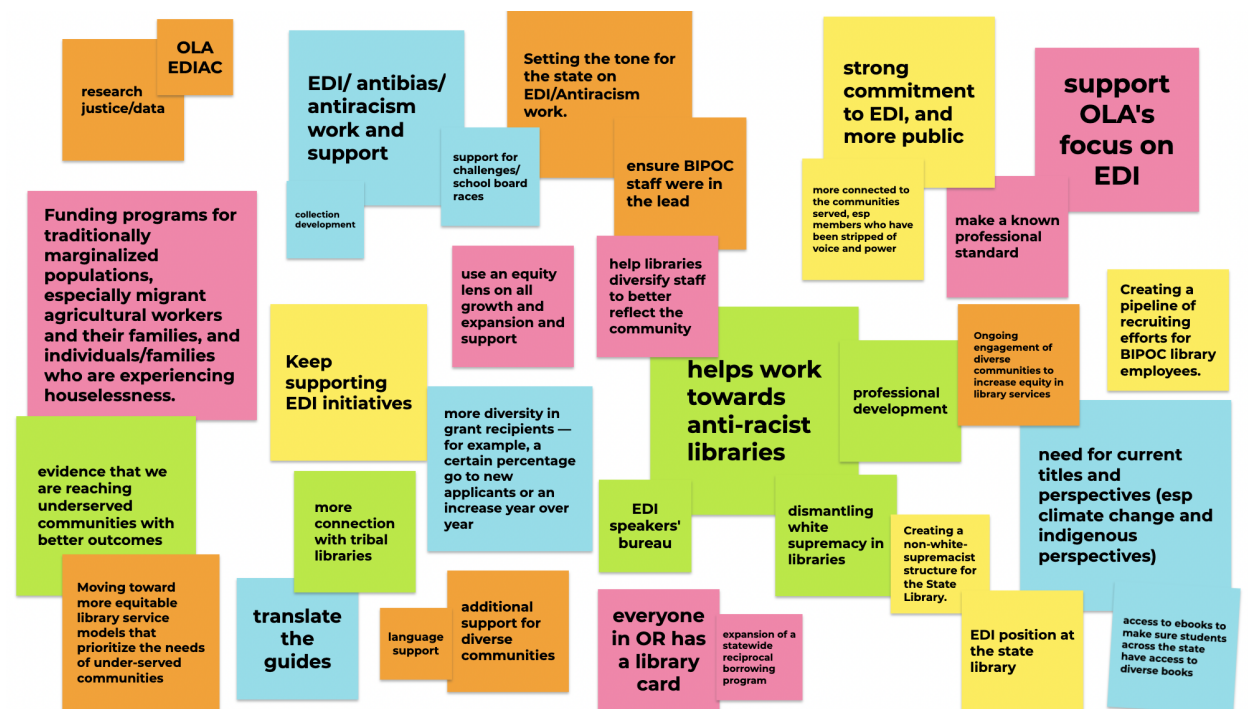 OLA
EDIAC
research
justice/data
EDI/ antibias/
antiracism
work and
support
support for
challenges/
school board
races
collection
development
Setting the tone for
the state on
EDI/Antiracism
work.
ensure BIPOC
staff were in
the lead
strong
commitment
to EDI, and
more public
more connected to
the communities
served, esp
members who have
been stripped of
voice and power
support
OLA's
focus on
EDI
make a known
professional
standard
Funding programs for
traditionally
marginalized
populations,
especially migrant
agricultural workers
and their families, and
individuals/families
who are experiencing
houselessness.
use an equity
lens on all
growth and
expansion and
support
help libraries
diversify staff
to better
reflect the
community
Creating a
pipeline of
recruiting
efforts for
BIPOC library
employees.
Keep
supporting
EDI initiatives
more diversity in
grant recipients —
for example, a
certain percentage
go to new
applicants or an
increase year over
year
helps work
towards
anti-racist
libraries
professional
development
Ongoing
engagement of
diverse
communities to
increase equity in
library services
evidence that we
are reaching
underserved
communities with
better outcomes
more
connection
with tribal
libraries
EDI
speakers'
bureau
dismantling
white
supremacy in
libraries
Creating a
non-white-
supremacist
structure for
the State
Library.
need for current
titles and
perspectives (esp
climate change and
indigenous
perspectives)
Moving toward
more equitable
library service
models that
prioritize the needs
of under-served
communities
translate
the
guides
language
support
additional
support for
diverse
communities
everyone
in OR has
a library
card
expansion of a
statewide
reciprocal
borrowing
program
EDI position at
the state
library
access to ebooks to
make sure students
across the state
have access to
diverse books